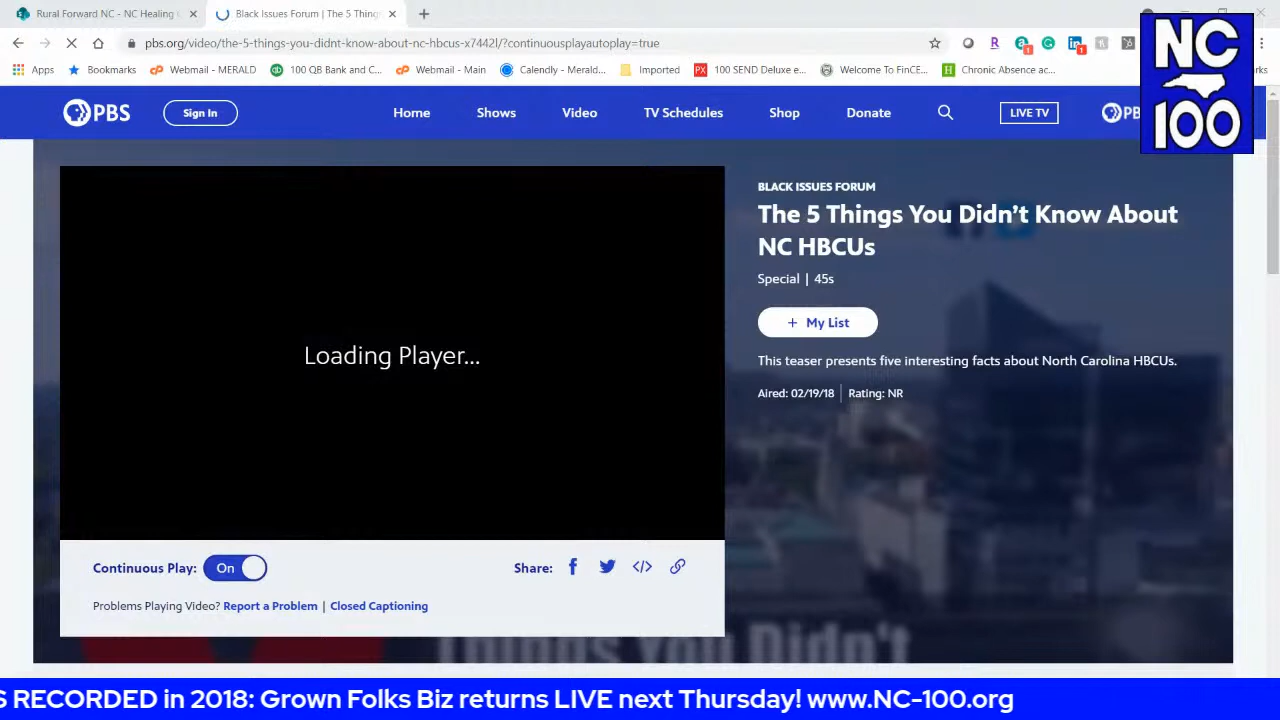 Rural Forward NC - NC Healing
Black Issues Forum | The 5 Thing
pbs.org/video/the-5-things-you-didnt-know-about-nc-hbcus-x7442l/?continuousplayautoplay=true
Apps Bookmarks Webmail - MERALD 100 QB Bank and C... Webmail - Main Calendly - Merald... Imported 100 SEND Deluxe e... Welcome To FinCE... Chronic Absence ac...
NC
100
PBS Sign In Home Shows Video TV Schedules Shop Donate LIVE TV PB
BLACK ISSUES FORUM
The 5 Things You Didn't Know About
NC HBCUs
Special | 45s
+ My List
This teaser presents five interesting facts about North Carolina HBCUs.
Aired: 02/19/18 | Rating: NR
Loading Player...
Continuous Play: On Share:
Problems Playing Video? Report a Problem | Closed Captioning
Things You Didn't
S RECORDED in 2018: Grown Folks Biz returns LIVE next Thursday! www.NC-100.org